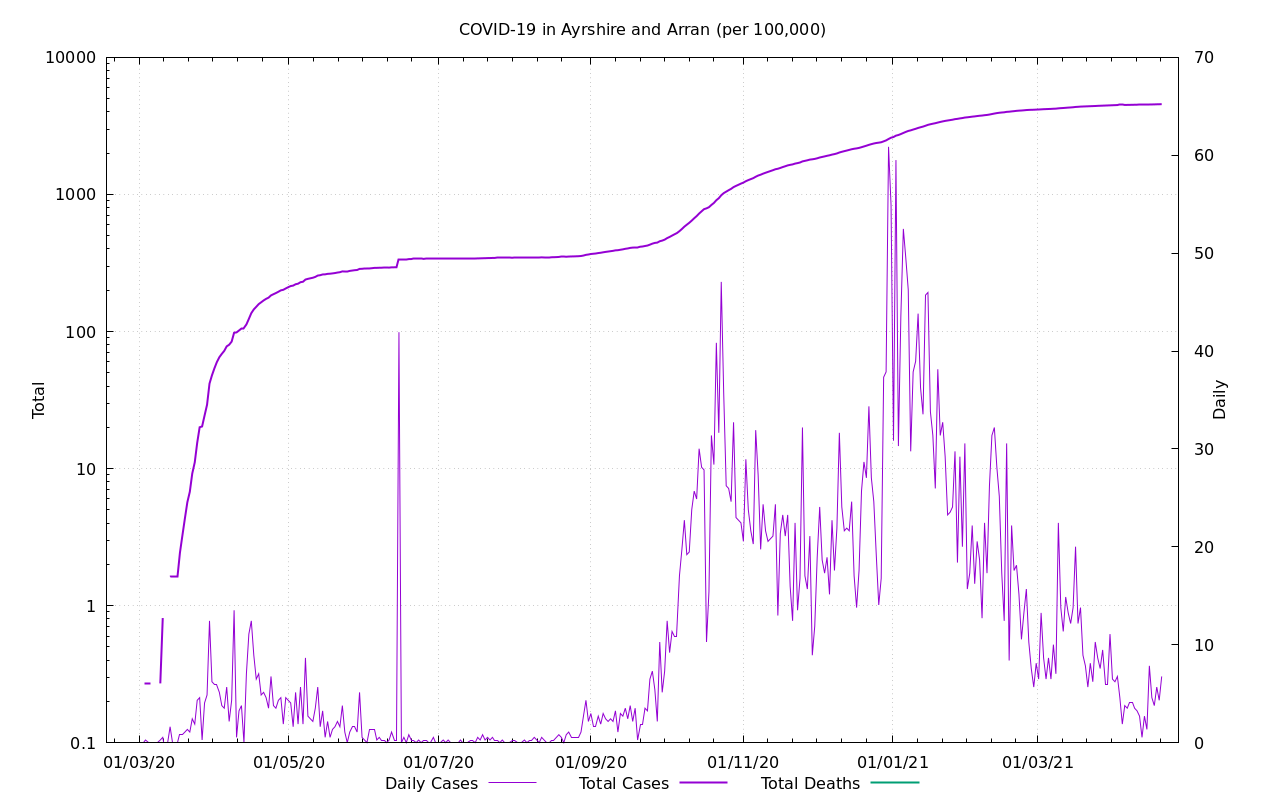 COVID-19 in Ayrshire and Arran (per 100,000)
10000
1000
100
10
1
0.1
Total
70
60
50
40
30
20
10
0
Daily
01/03/20 01/05/20 01/07/20 01/09/20 01/11/20 01/01/21 01/03/21
Daily Cases Total Cases Total Deaths